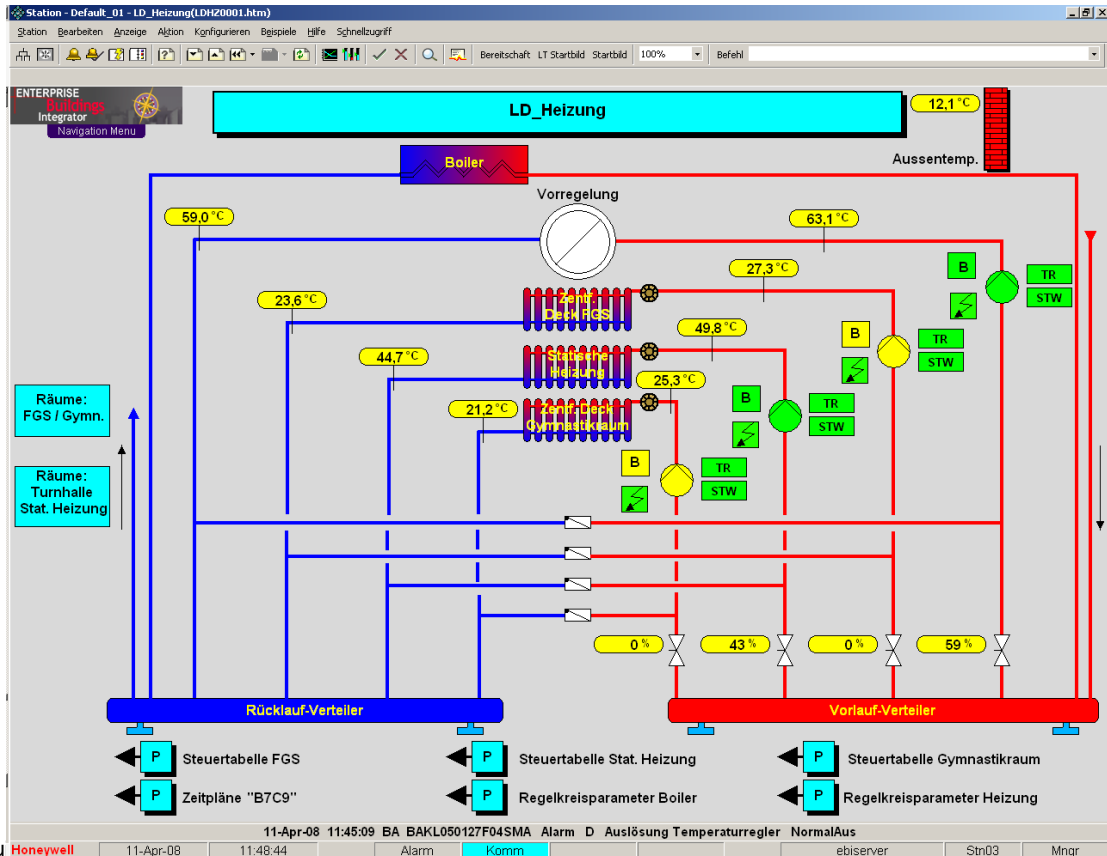 Station - Default_01 - LD_Heizung(LDHZ0001.htm)
Station Bearbeiten Anzeige Aktion Konfigurieren Beispiele Hilfe Schnellzugriff
Bereitschaft LT Startbild Startbild 100% Befehl
ENTERPRISE
Buildings
Integrator
Navigation Menu
LD_Heizung
12,1 °C
Aussentemp.
Boiler
Vorregelung
59,0 °C
63,1 °C
B
TR
STW
27,3 °C
23,6 °C
Zentf.
Deck FGS
49,8 °C
B
TR
STW
44,7 °C
Statische
Heizung
25,3 °C
B
TR
STW
21,2 °C
Zentf. Deck
Gymnastikraum
B
TR
STW
Räume:
FGS / Gymn.
Räume:
Turnhalle
Stat. Heizung
0 %
43 %
0 %
59 %
Rücklauf-Verteiler
Vorlauf-Verteiler
P Steuertabelle FGS
P Steuertabelle Stat. Heizung
P Steuertabelle Gymnastikraum
P Zeitpläne "B7C9"
P Regelkreisparameter Boiler
P Regelkreisparameter Heizung
11-Apr-08 11:45:09 BA BAKL050127F04SMA Alarm D Auslösung Temperaturregler NormalAus
Honeywell 11-Apr-08 11:48:44 Alarm Komm ebiserver Stn03 Mngr